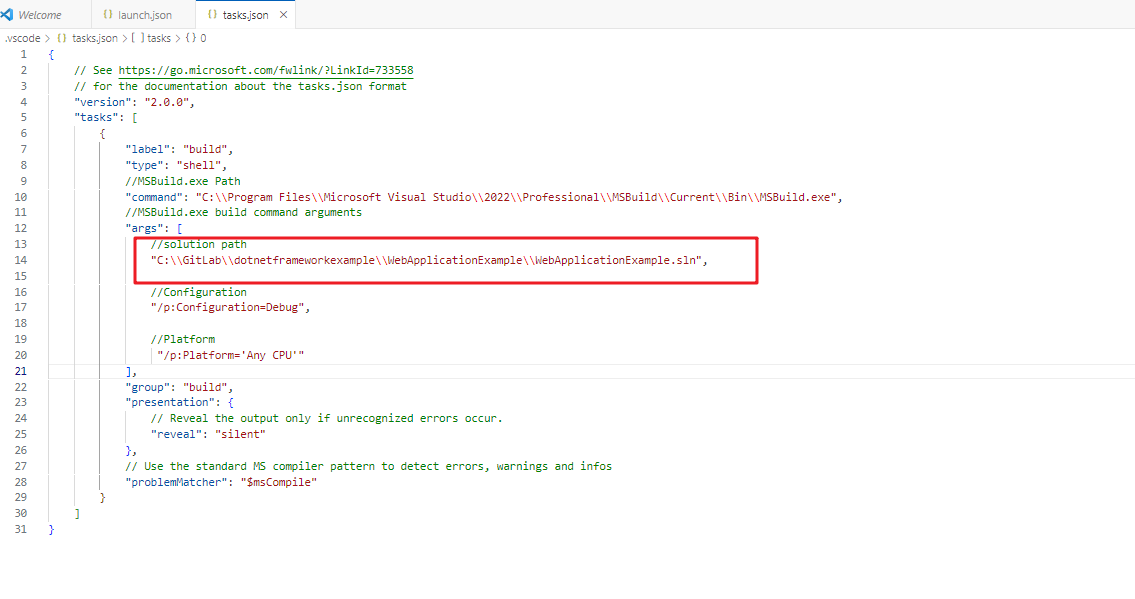 Welcome
{} launch.json
{} tasks.json ×
.vscode > {} tasks.json > [ ] tasks > {} 0
1 {
2 // See https://go.microsoft.com/fwlink/?LinkId=733558
3 // for the documentation about the tasks.json format
4 "version": "2.0.0",
5 "tasks": [
6 {
7 "label": "build",
8 "type": "shell",
9 //MSBuild.exe Path
10 "command": "C:\\Program Files\\Microsoft Visual Studio\\2022\\Professional\\MSBuild\\Current\\Bin\\MSBuild.exe",
11 //MSBuild.exe build command arguments
12 "args": [
13 //solution path
14 "C:\\GitLab\\dotnetframeworkexample\\WebApplicationExample\\WebApplicationExample.sln",
15
16 //Configuration
17 "/p:Configuration=Debug",
18
19 //Platform
20 "/p:Platform='Any CPU'"
21 ],
22 "group": "build",
23 "presentation": {
24 // Reveal the output only if unrecognized errors occur.
25 "reveal": "silent"
26 },
27 // Use the standard MS compiler pattern to detect errors, warnings and infos
28 "problemMatcher": "$msCompile"
29 }
30 ]
31 }